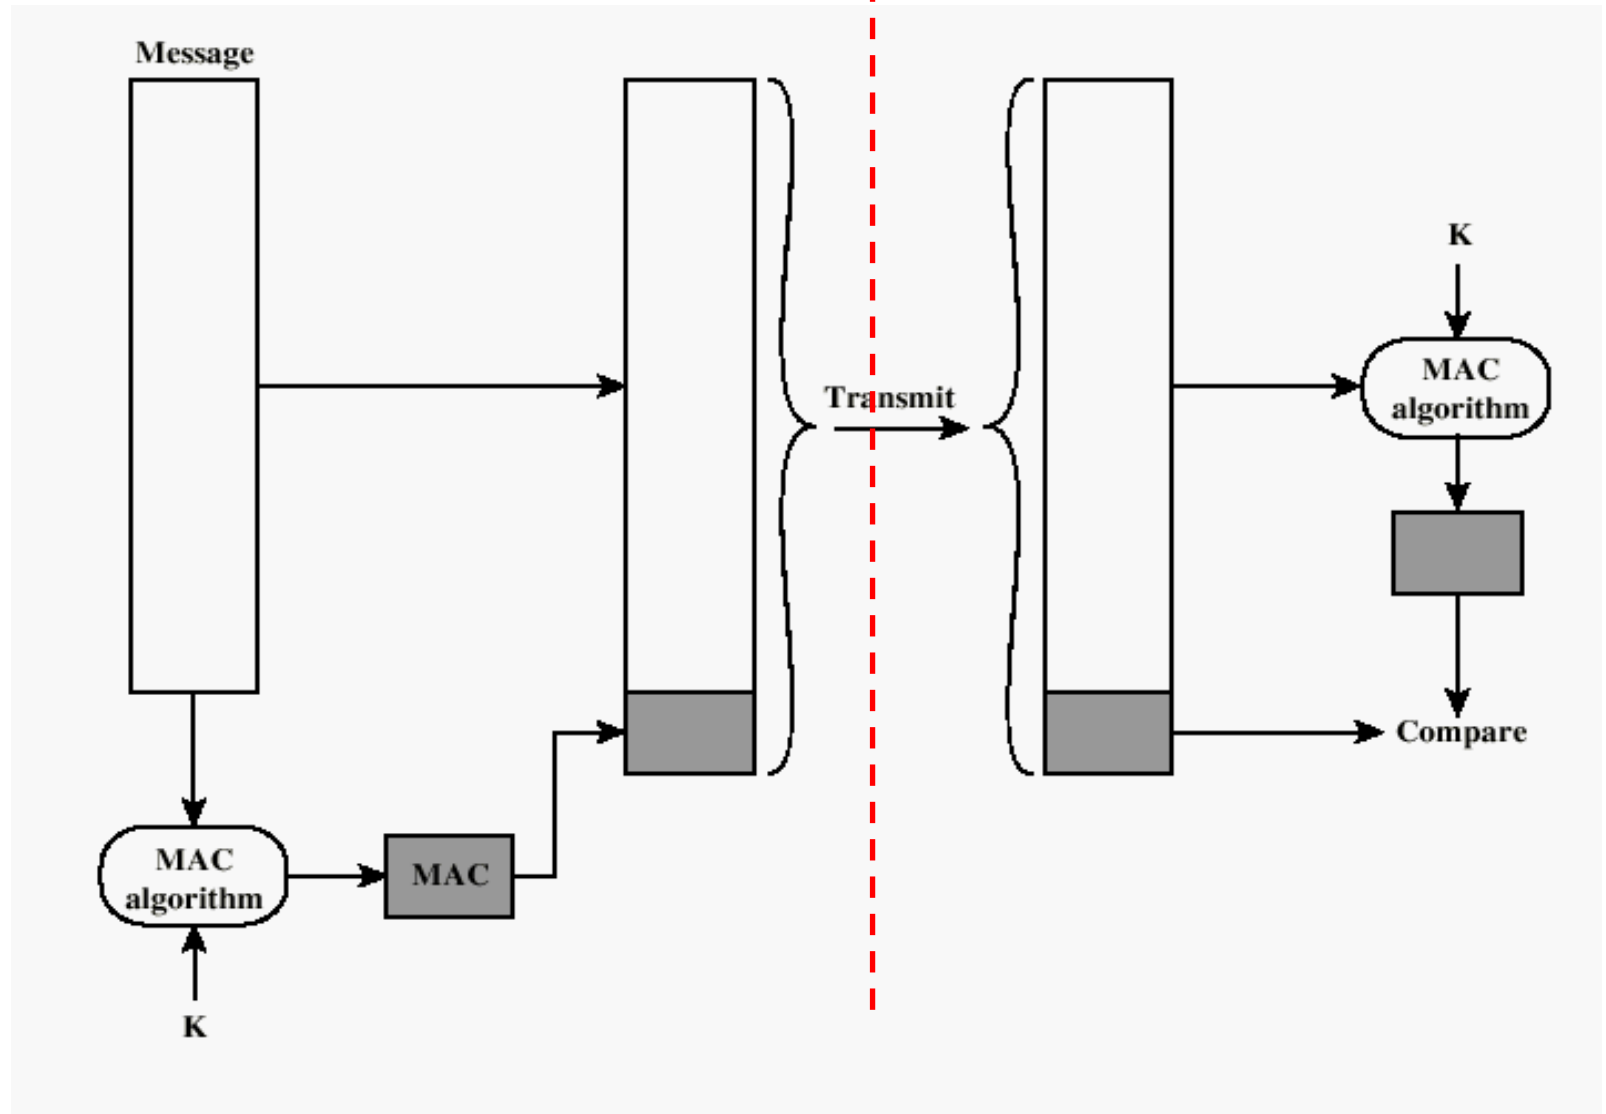 Message
Transmit
K
MAC
algorithm
Compare
MAC
algorithm
MAC
K